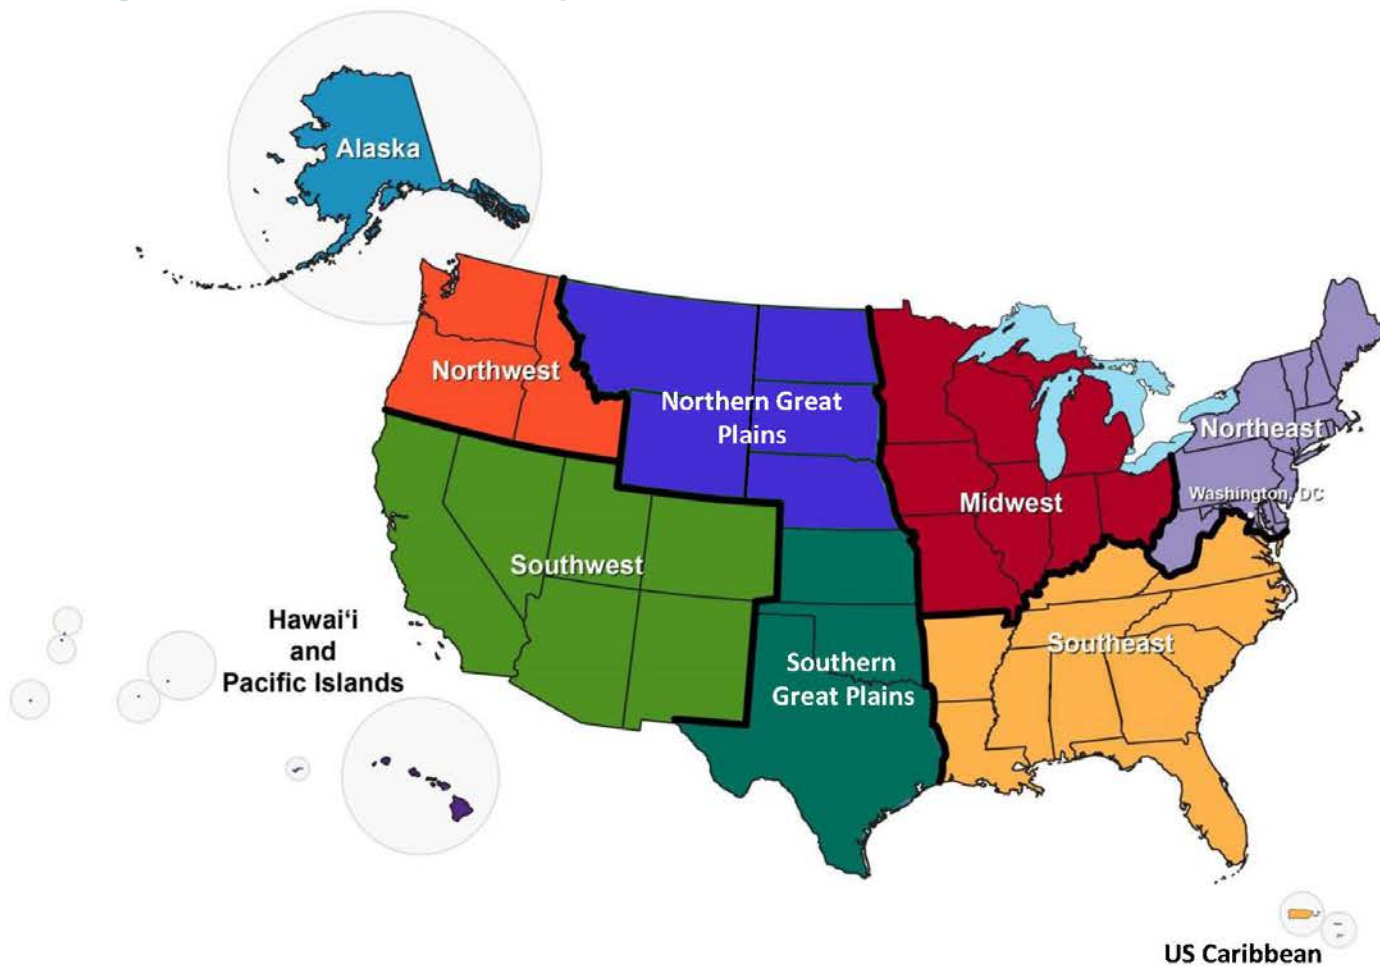 Alaska
Northwest
Northern Great
Plains
Northeast
Washington, DC
Midwest
Southwest
Hawai‘i
and
Pacific Islands
Southeast
Southern
Great Plains
US Caribbean